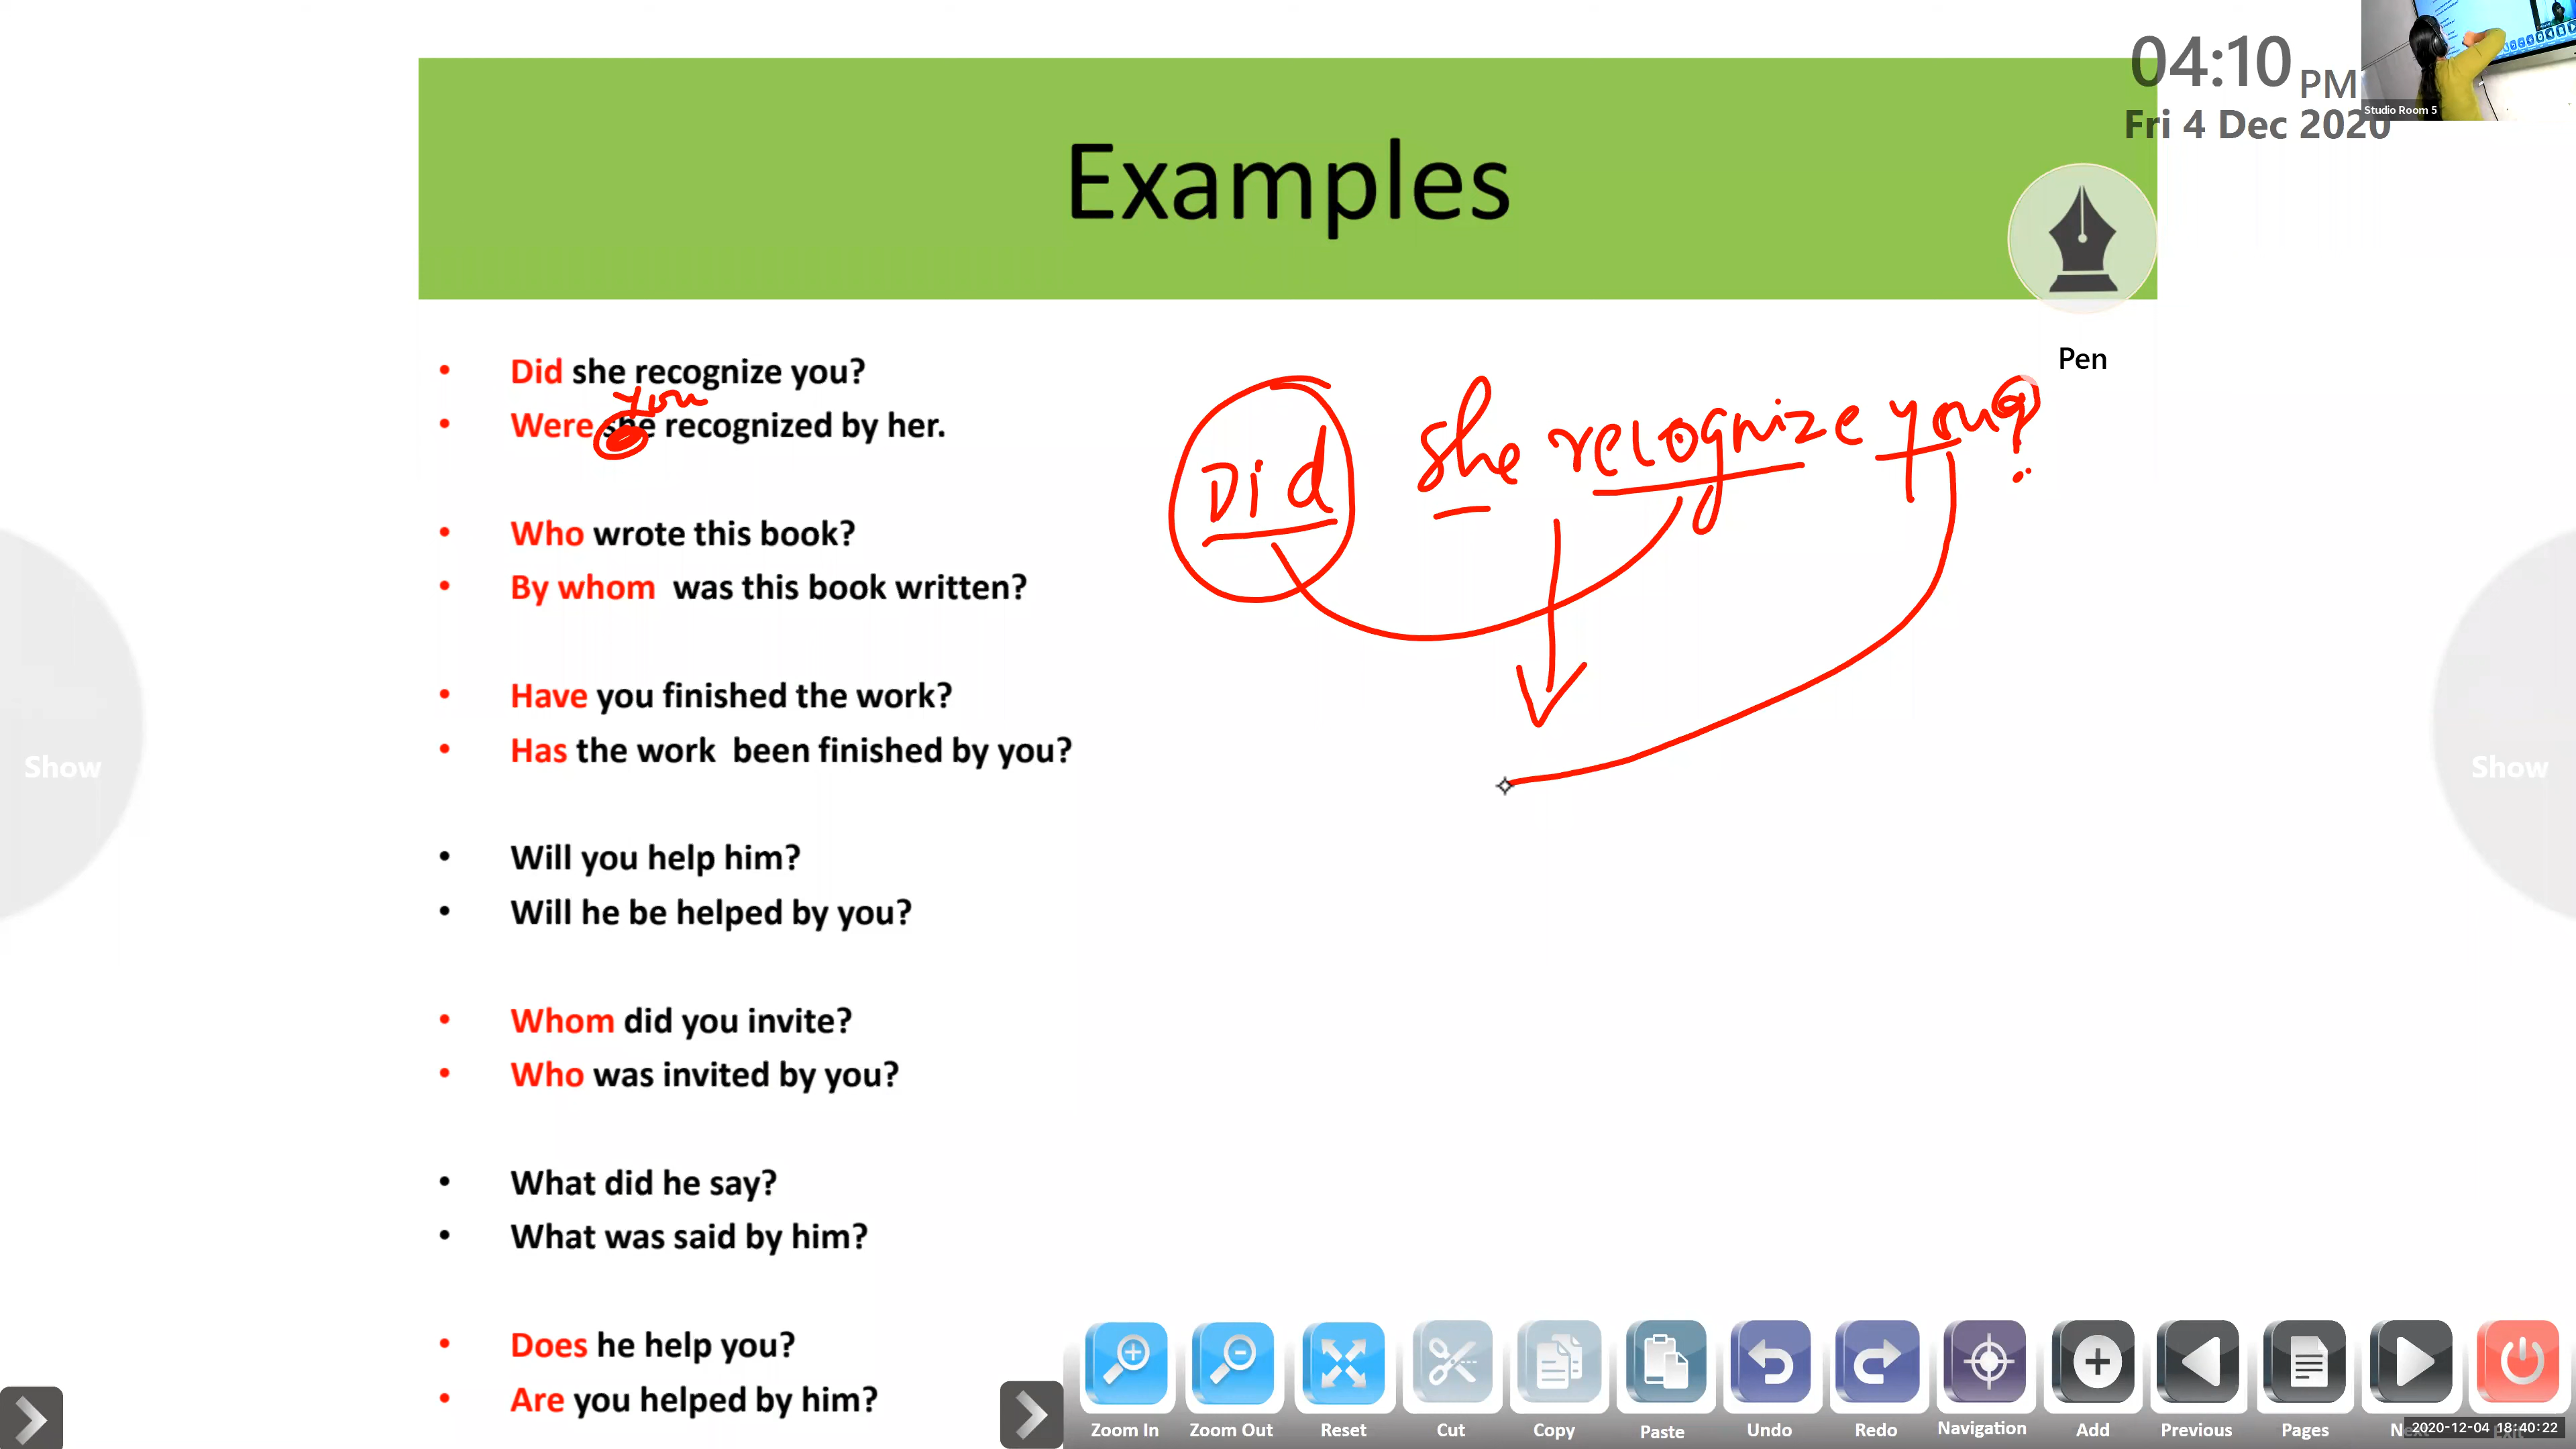 04:10 PM
Fri 4 Dec 2020
Studio Room 5
Examples
Pen
• Did she recognize you?
you
• Were she recognized by her.
Did she recognize you?
• Who wrote this book?
• By whom was this book written?
• Have you finished the work?
• Has the work been finished by you?
Show
Show
• Will you help him?
• Will he be helped by you?
• Whom did you invite?
• Who was invited by you?
• What did he say?
• What was said by him?
• Does he help you?
• Are you helped by him?
Zoom In Zoom Out Reset Cut Copy Paste Undo Redo Navigation Add Previous Pages
2020-12-04 18:40:22